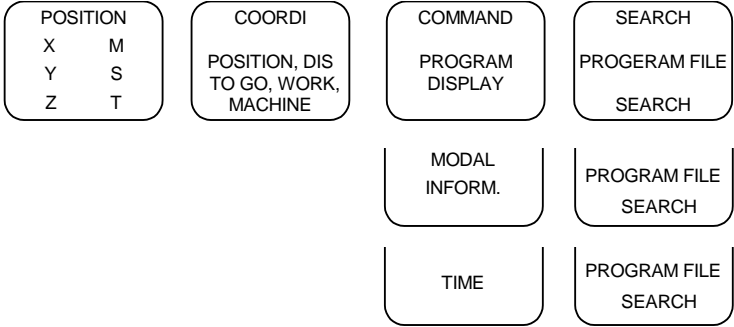 POSITION
X M
Y S
Z T
COORDI
POSITION, DIS
TO GO, WORK,
MACHINE
COMMAND
PROGRAM
DISPLAY
SEARCH
PROGERAM FILE
SEARCH
MODAL
INFORM.
PROGRAM FILE
SEARCH
TIME
PROGRAM FILE
SEARCH